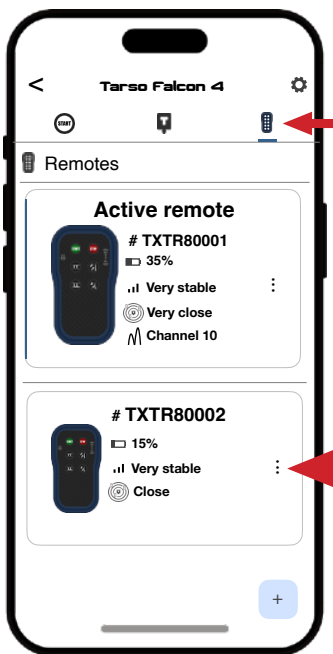 <
Tarso Falcon 4
START
T
Remotes
Active remote
# TXTR80001
35%
Very stable
Very close
Channel 10
# TXTR80002
15%
Very stable
Close
+